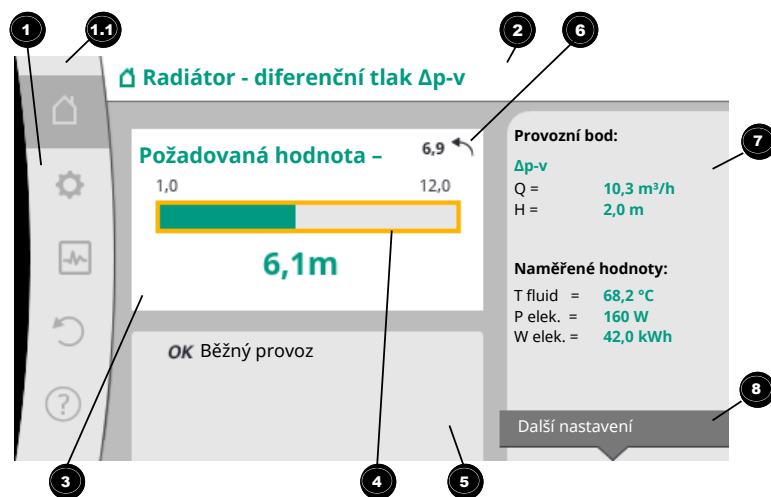 1
1.1
2
6
Radiátor - diferenční tlak Δp-v
Požadovaná hodnota –
6,9
1,0
12,0
6,1m
OK Běžný provoz
Provozní bod:
Δp-v
Q = 10,3 m³/h
H = 2,0 m
Naměřené hodnoty:
T fluid = 68,2 °C
P elek. = 160 W
W elek. = 42,0 kWh
7
8
Další nastavení
?
3
4
5